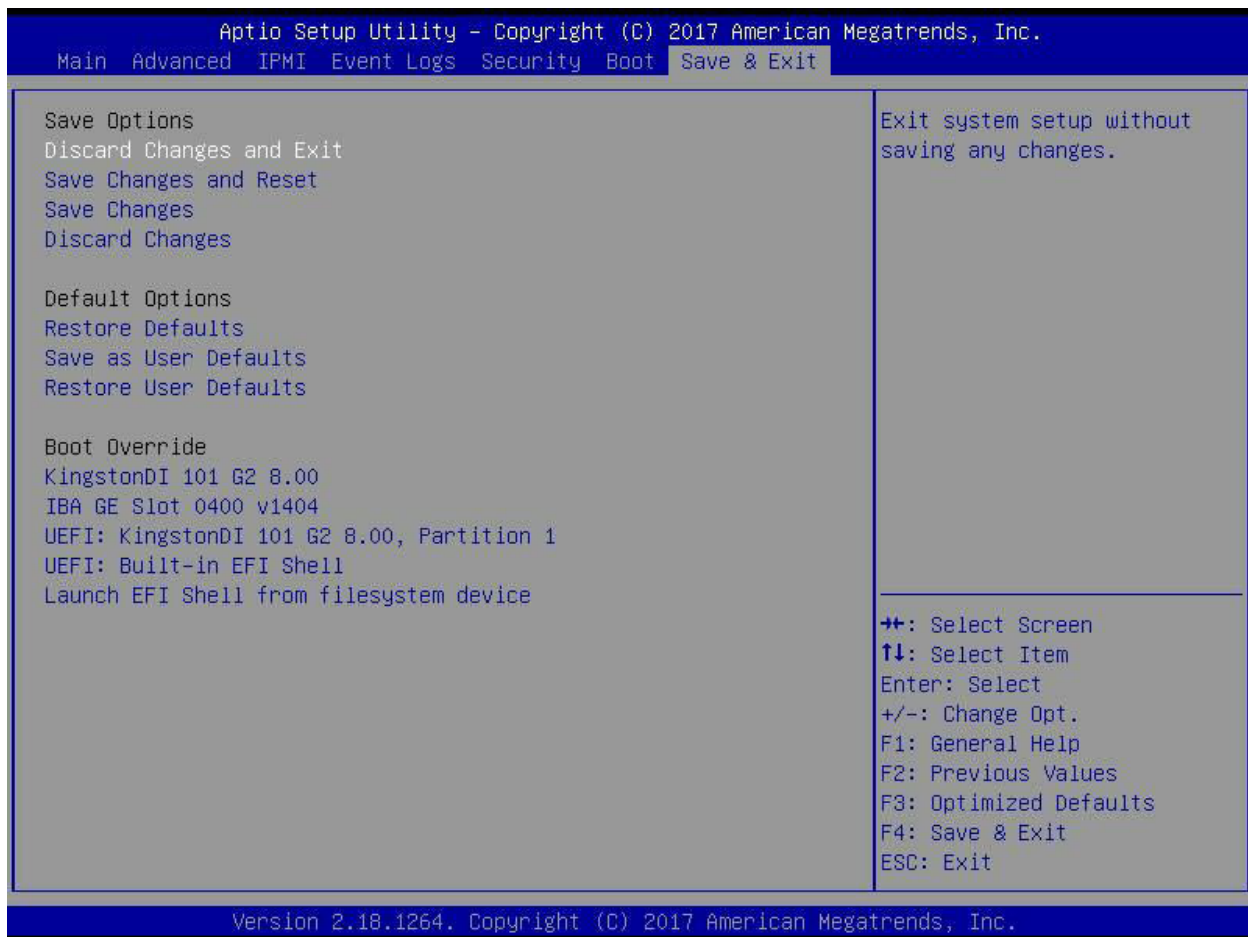 Aptio Setup Utility – Copyright (C) 2017 American Megatrends, Inc.
Main Advanced IPMI Event Logs Security Boot Save & Exit
Save Options
Discard Changes and Exit
Save Changes and Reset
Save Changes
Discard Changes
Default Options
Restore Defaults
Save as User Defaults
Restore User Defaults
Boot Override
KingstonDI 101 G2 8.00
IBA GE Slot 0400 v1404
UEFI: KingstonDI 101 G2 8.00, Partition 1
UEFI: Built-in EFI Shell
Launch EFI Shell from filesystem device
Exit system setup without
saving any changes.
→←: Select Screen
↑↓: Select Item
Enter: Select
+/-: Change Opt.
F1: General Help
F2: Previous Values
F3: Optimized Defaults
F4: Save & Exit
ESC: Exit
Version 2.18.1264. Copyright (C) 2017 American Megatrends, Inc.